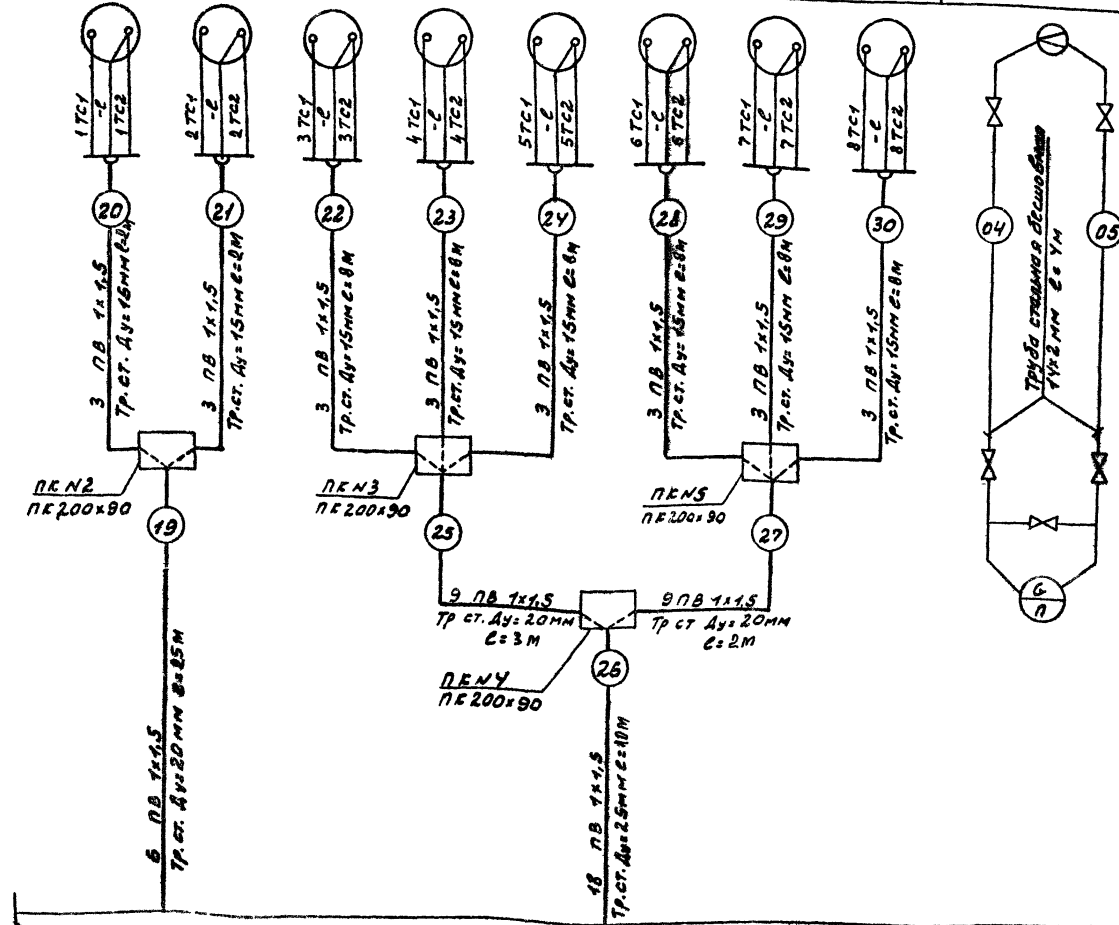 1ТС1
-е
1ТС2
2ТС1
-е
2ТС2
3ТС1
-е
3ТС2
4ТС1
-е
4ТС2
5ТС1
-е
5ТС2
6ТС1
-е
6ТС2
7ТС1
-е
7ТС2
8ТС1
-е
8ТС2
20
21
22
23
24
28
29
30
04
05
3 ПВ 1х1,5
Тр.ст. Ду=15мм е=2м
3 ПВ 1х1,5
Тр.ст. Ду=15мм е=2м
3 ПВ 1х1,5
Тр.ст. Ду=15мм е=8м
3 ПВ 1х1,5
Тр.ст. Ду=15мм е=8м
3 ПВ 1х1,5
Тр.ст. Ду=15мм е=8м
3 ПВ 1х1,5
Тр.ст. Ду=15мм е=8м
3 ПВ 1х1,5
Тр.ст. Ду=15мм е=8м
3 ПВ 1х1,5
Тр.ст. Ду=15мм е=8м
Труба стальная бесшовная
14х2 мм е=4м
ПК N2
ПК 200х90
ПК N3
ПК 200х90
ПК N5
ПК 200х90
19
25
27
9 ПВ 1х1,5
Тр ст. Ду=20мм
е=3м
9 ПВ 1х1,5
Тр ст Ду=20мм
е=2м
G
П
ПК N4
ПК 200х90
26
6 ПВ 1х1,5
Тр.ст. Ду=20мм е=25м
18 ПВ 1х1,5
Тр.ст. Ду=25мм е=10м